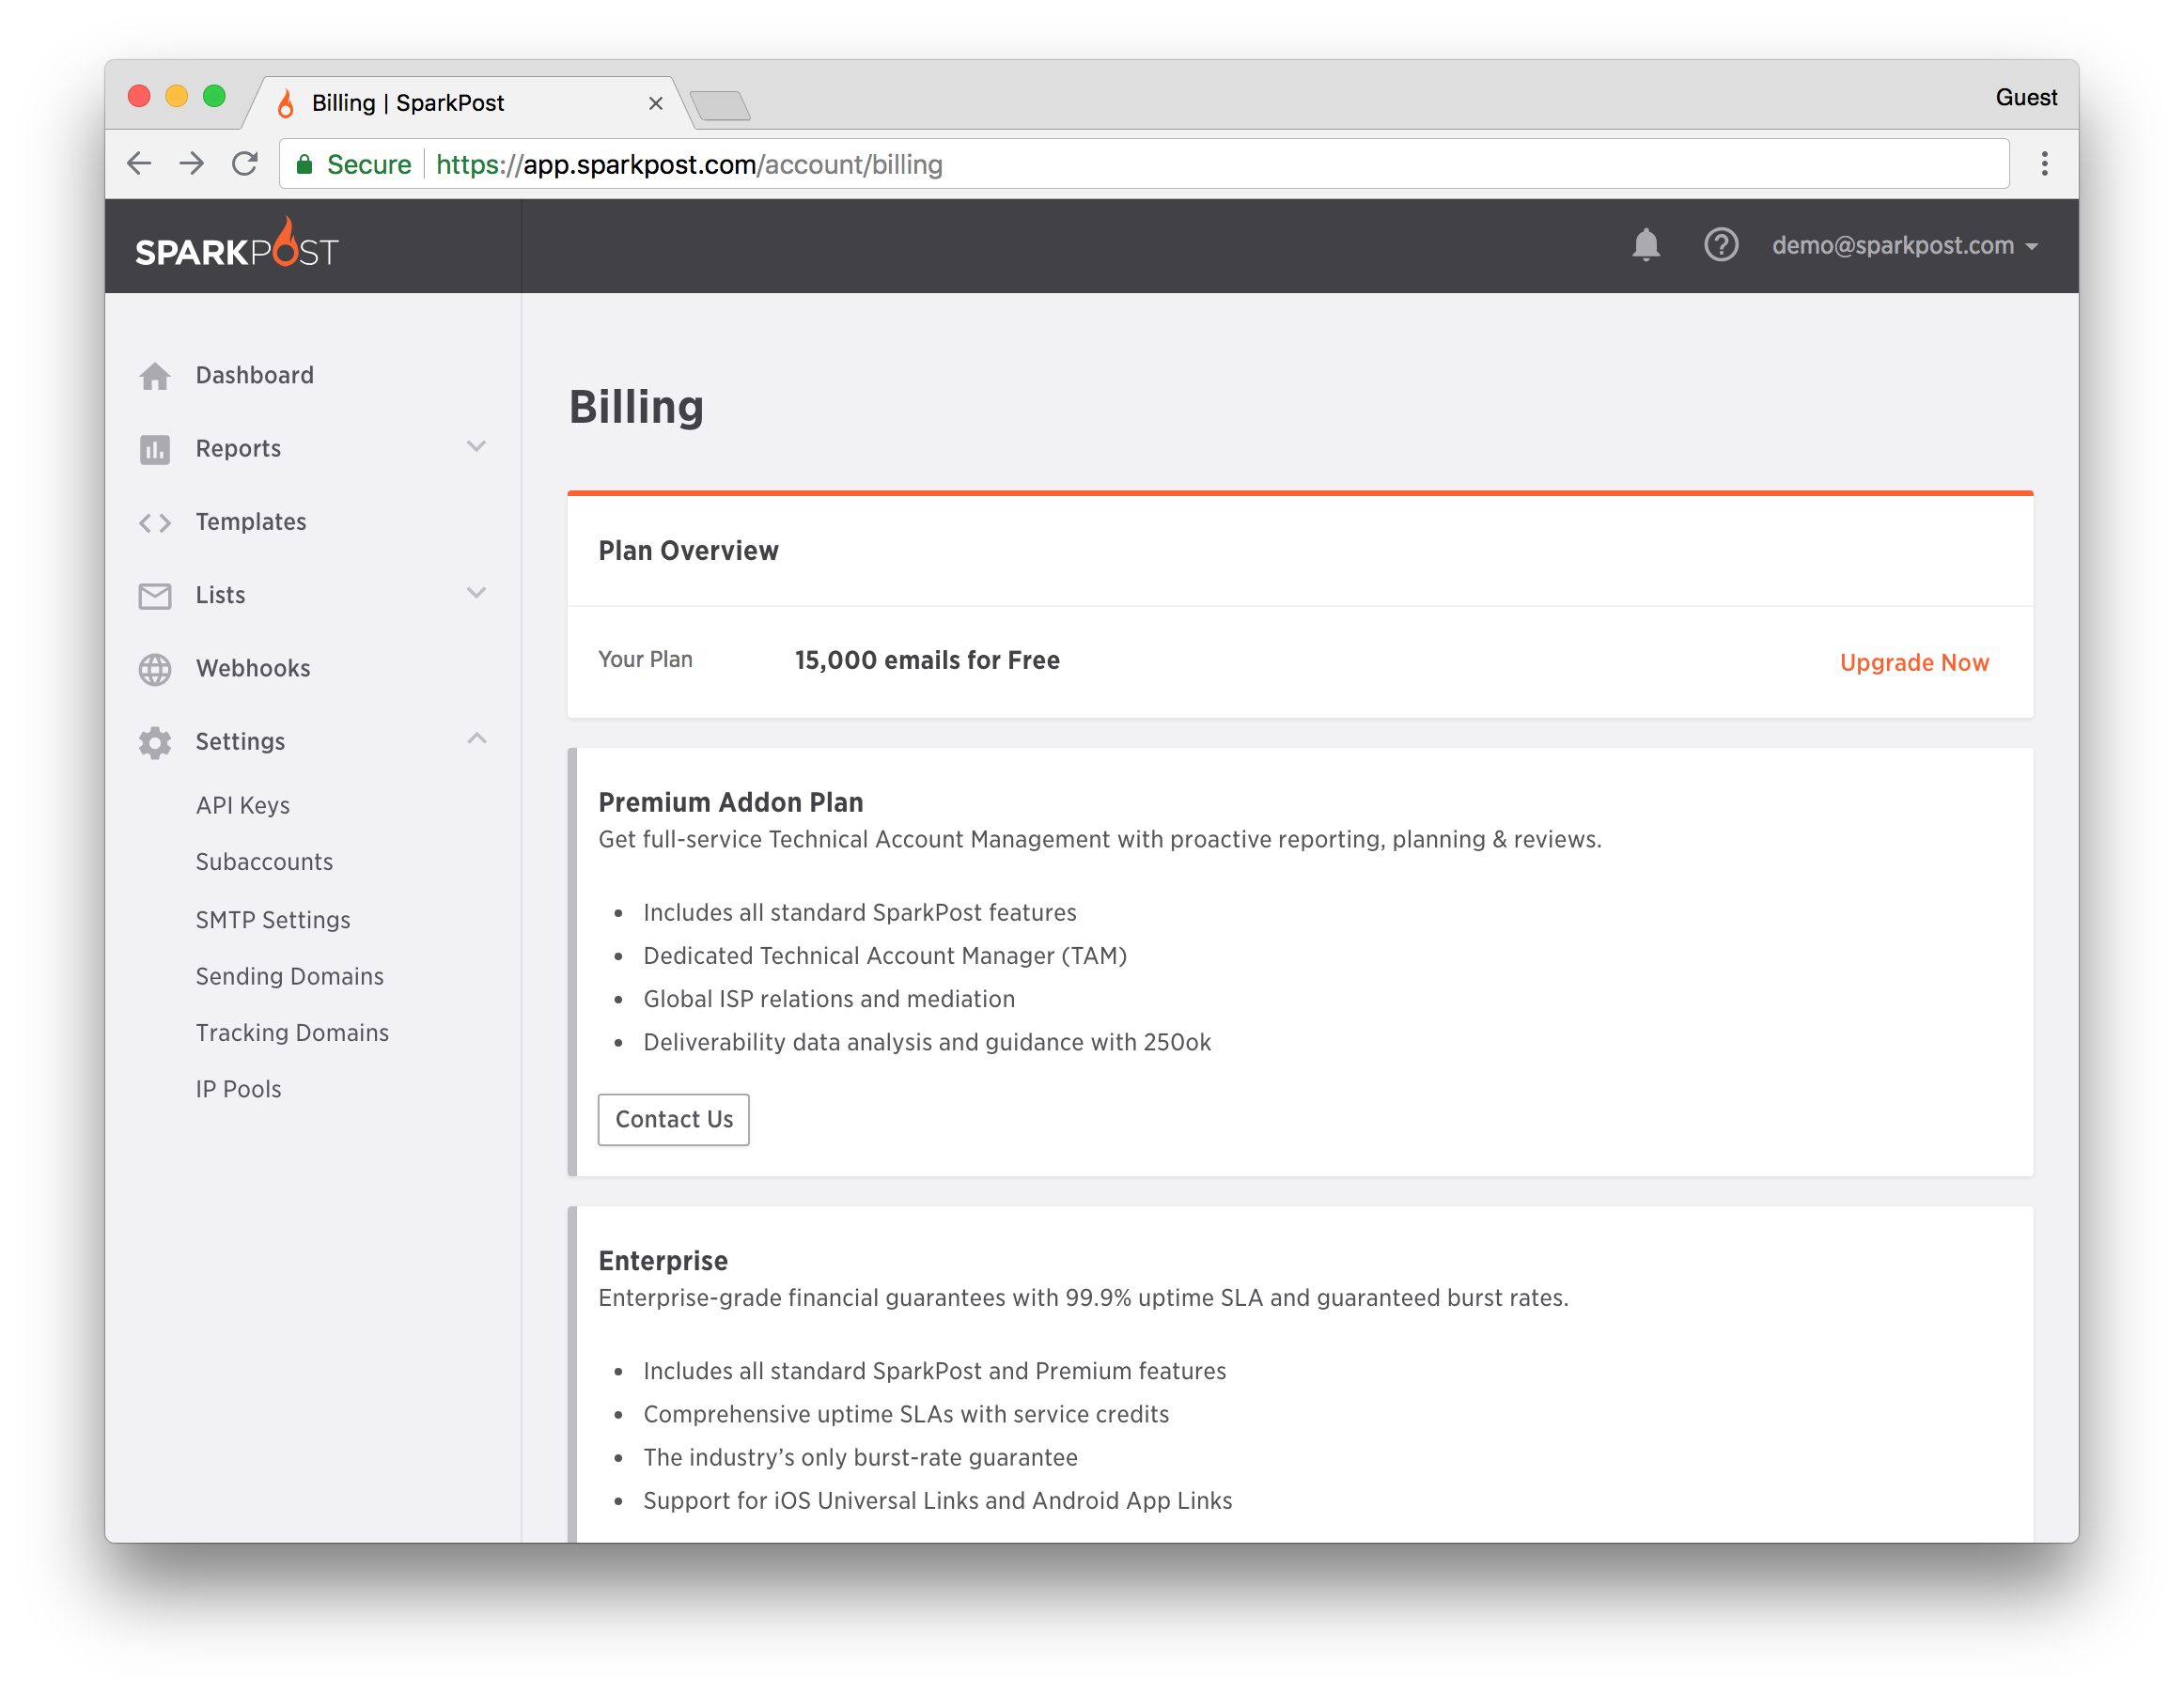 Billing | SparkPost
Guest
Secure
https://app.sparkpost.com/account/billing
SPARKPOST
demo@sparkpost.com
Dashboard
Reports
Templates
Lists
Webhooks
Settings
API Keys
Subaccounts
SMTP Settings
Sending Domains
Tracking Domains
IP Pools
Billing
Plan Overview
Your Plan 15,000 emails for Free Upgrade Now
Premium Addon Plan
Get full-service Technical Account Management with proactive reporting, planning & reviews.
• Includes all standard SparkPost features
• Dedicated Technical Account Manager (TAM)
• Global ISP relations and mediation
• Deliverability data analysis and guidance with 250ok
Contact Us
Enterprise
Enterprise-grade financial guarantees with 99.9% uptime SLA and guaranteed burst rates.
• Includes all standard SparkPost and Premium features
• Comprehensive uptime SLAs with service credits
• The industry’s only burst-rate guarantee
• Support for iOS Universal Links and Android App Links